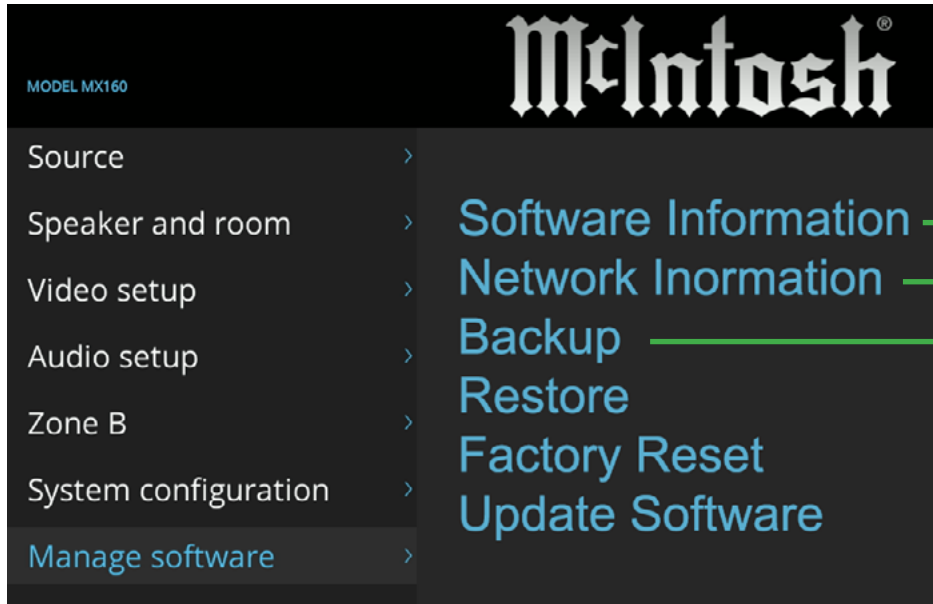 McIntosh®
MODEL MX160
Source
Speaker and room
Video setup
Audio setup
Zone B
System configuration
Manage software
Software Information
Network Inormation
Backup
Restore
Factory Reset
Update Software